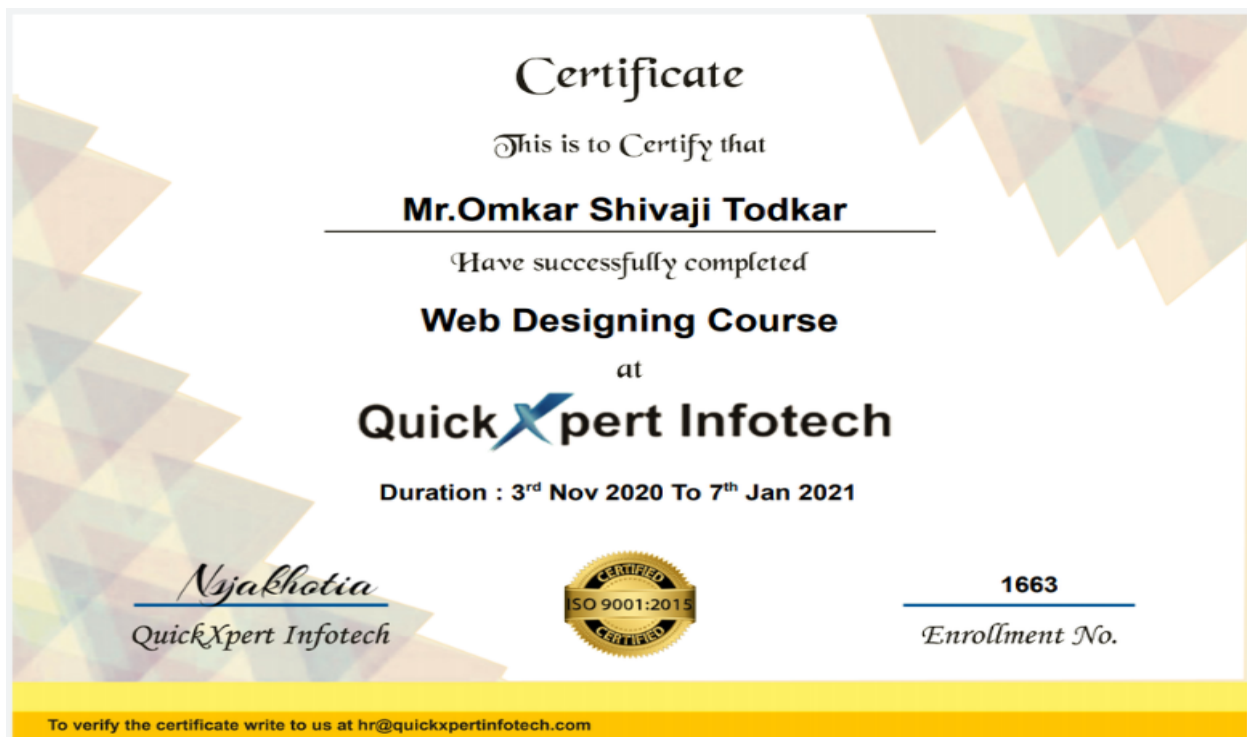 Certificate
This is to Certify that
Mr.Omkar Shivaji Todkar
Have successfully completed
Web Designing Course
at
QuickXpert Infotech
Duration : 3rd Nov 2020 To 7th Jan 2021
Nsjakhotia
QuickXpert Infotech
CERTIFIED
ISO 9001:2015
CERTIFIED
1663
Enrollment No.
To verify the certificate write to us at hr@quickxpertinfotech.com